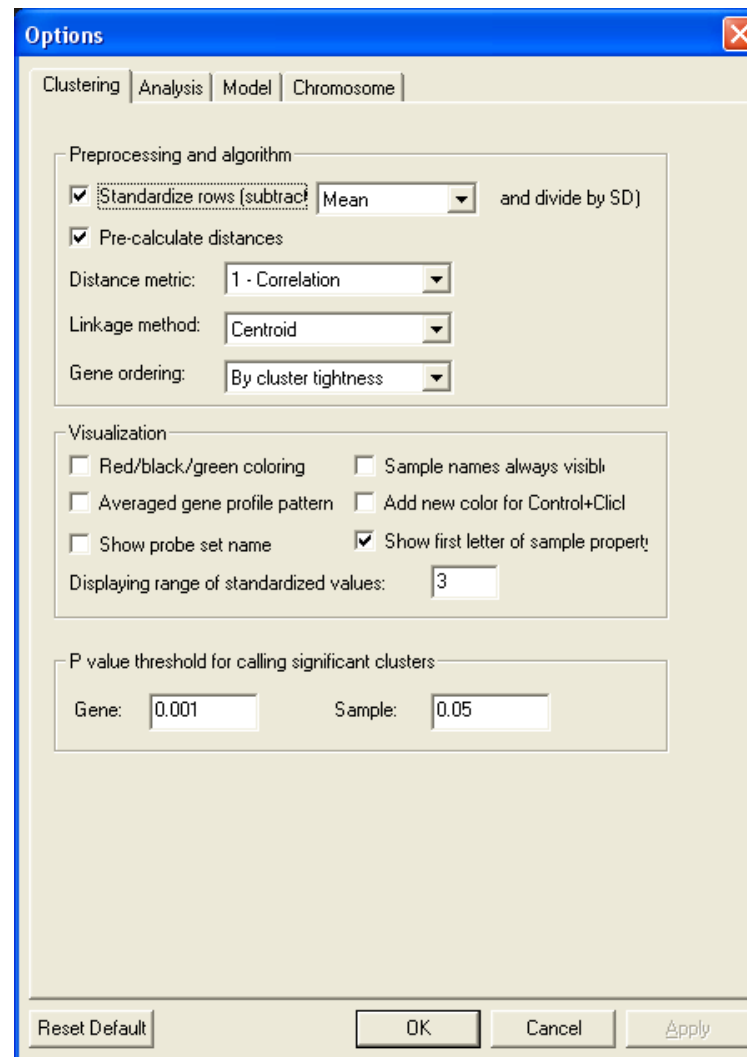 Options
Clustering Analysis Model Chromosome
Preprocessing and algorithm
Standardize rows (subtract Mean and divide by SD)
Pre-calculate distances
Distance metric: 1 - Correlation
Linkage method: Centroid
Gene ordering: By cluster tightness
Visualization
Red/black/green coloring Sample names always visible
Averaged gene profile pattern Add new color for Control+Clicl
Show probe set name Show first letter of sample property
Displaying range of standardized values: 3
P value threshold for calling significant clusters
Gene: 0.001 Sample: 0.05
Reset Default OK Cancel Apply